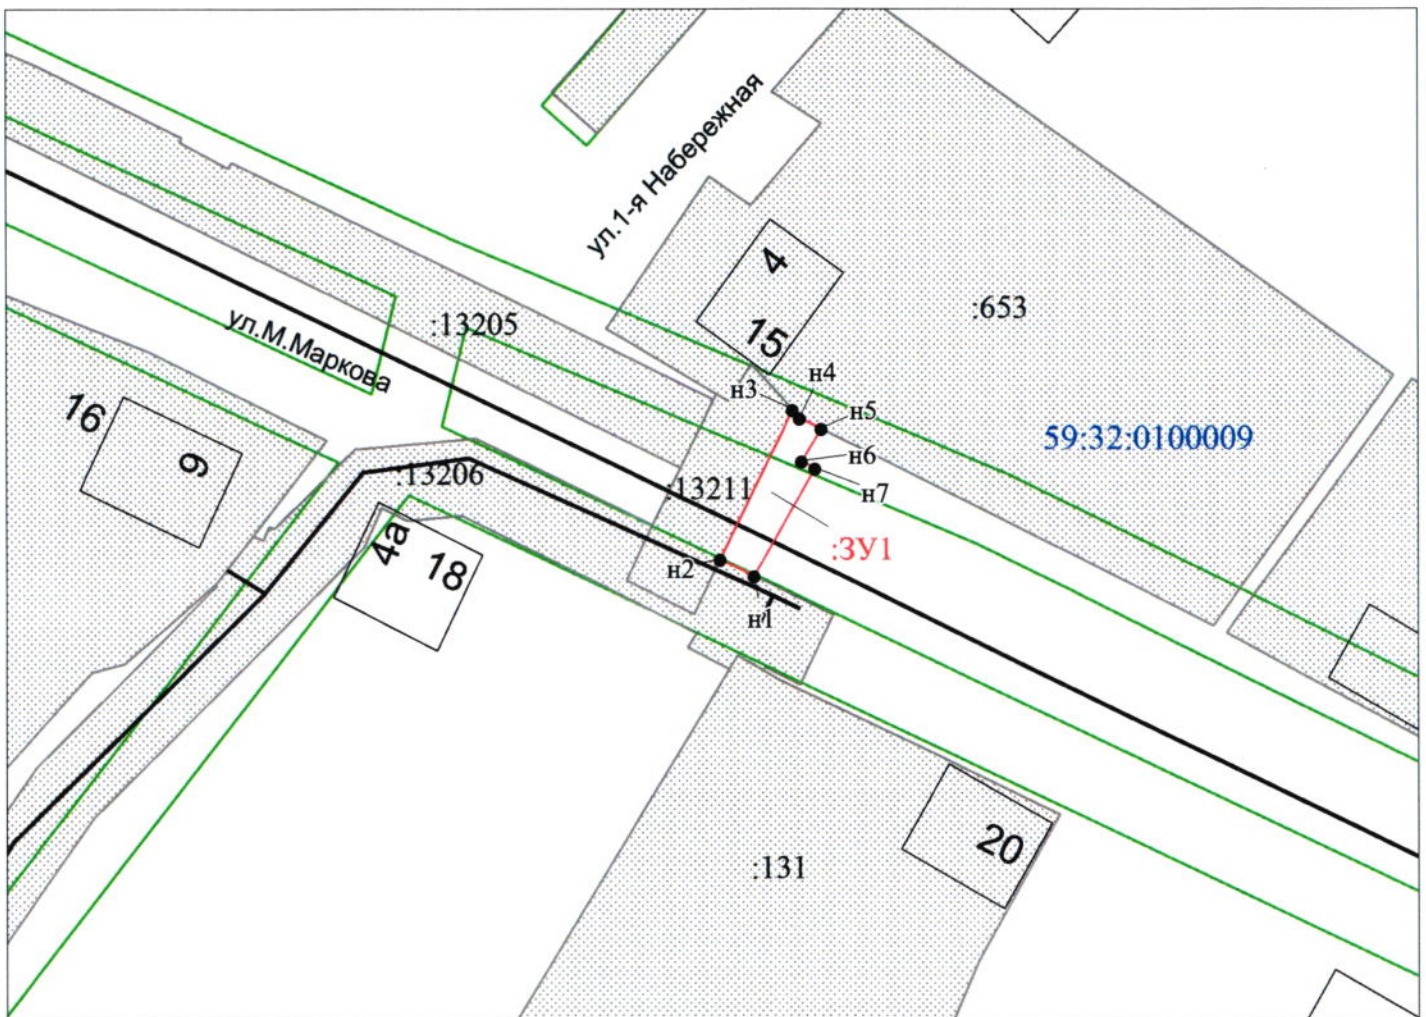 ул.1-я Набережная
4
15
:653
:13205
ул.М.Маркова
н3
н4
н5
н6
н7
59:32:0100009
16
9
:13206
:13211
4а
18
:ЗУ1
н2
н1
20
:131